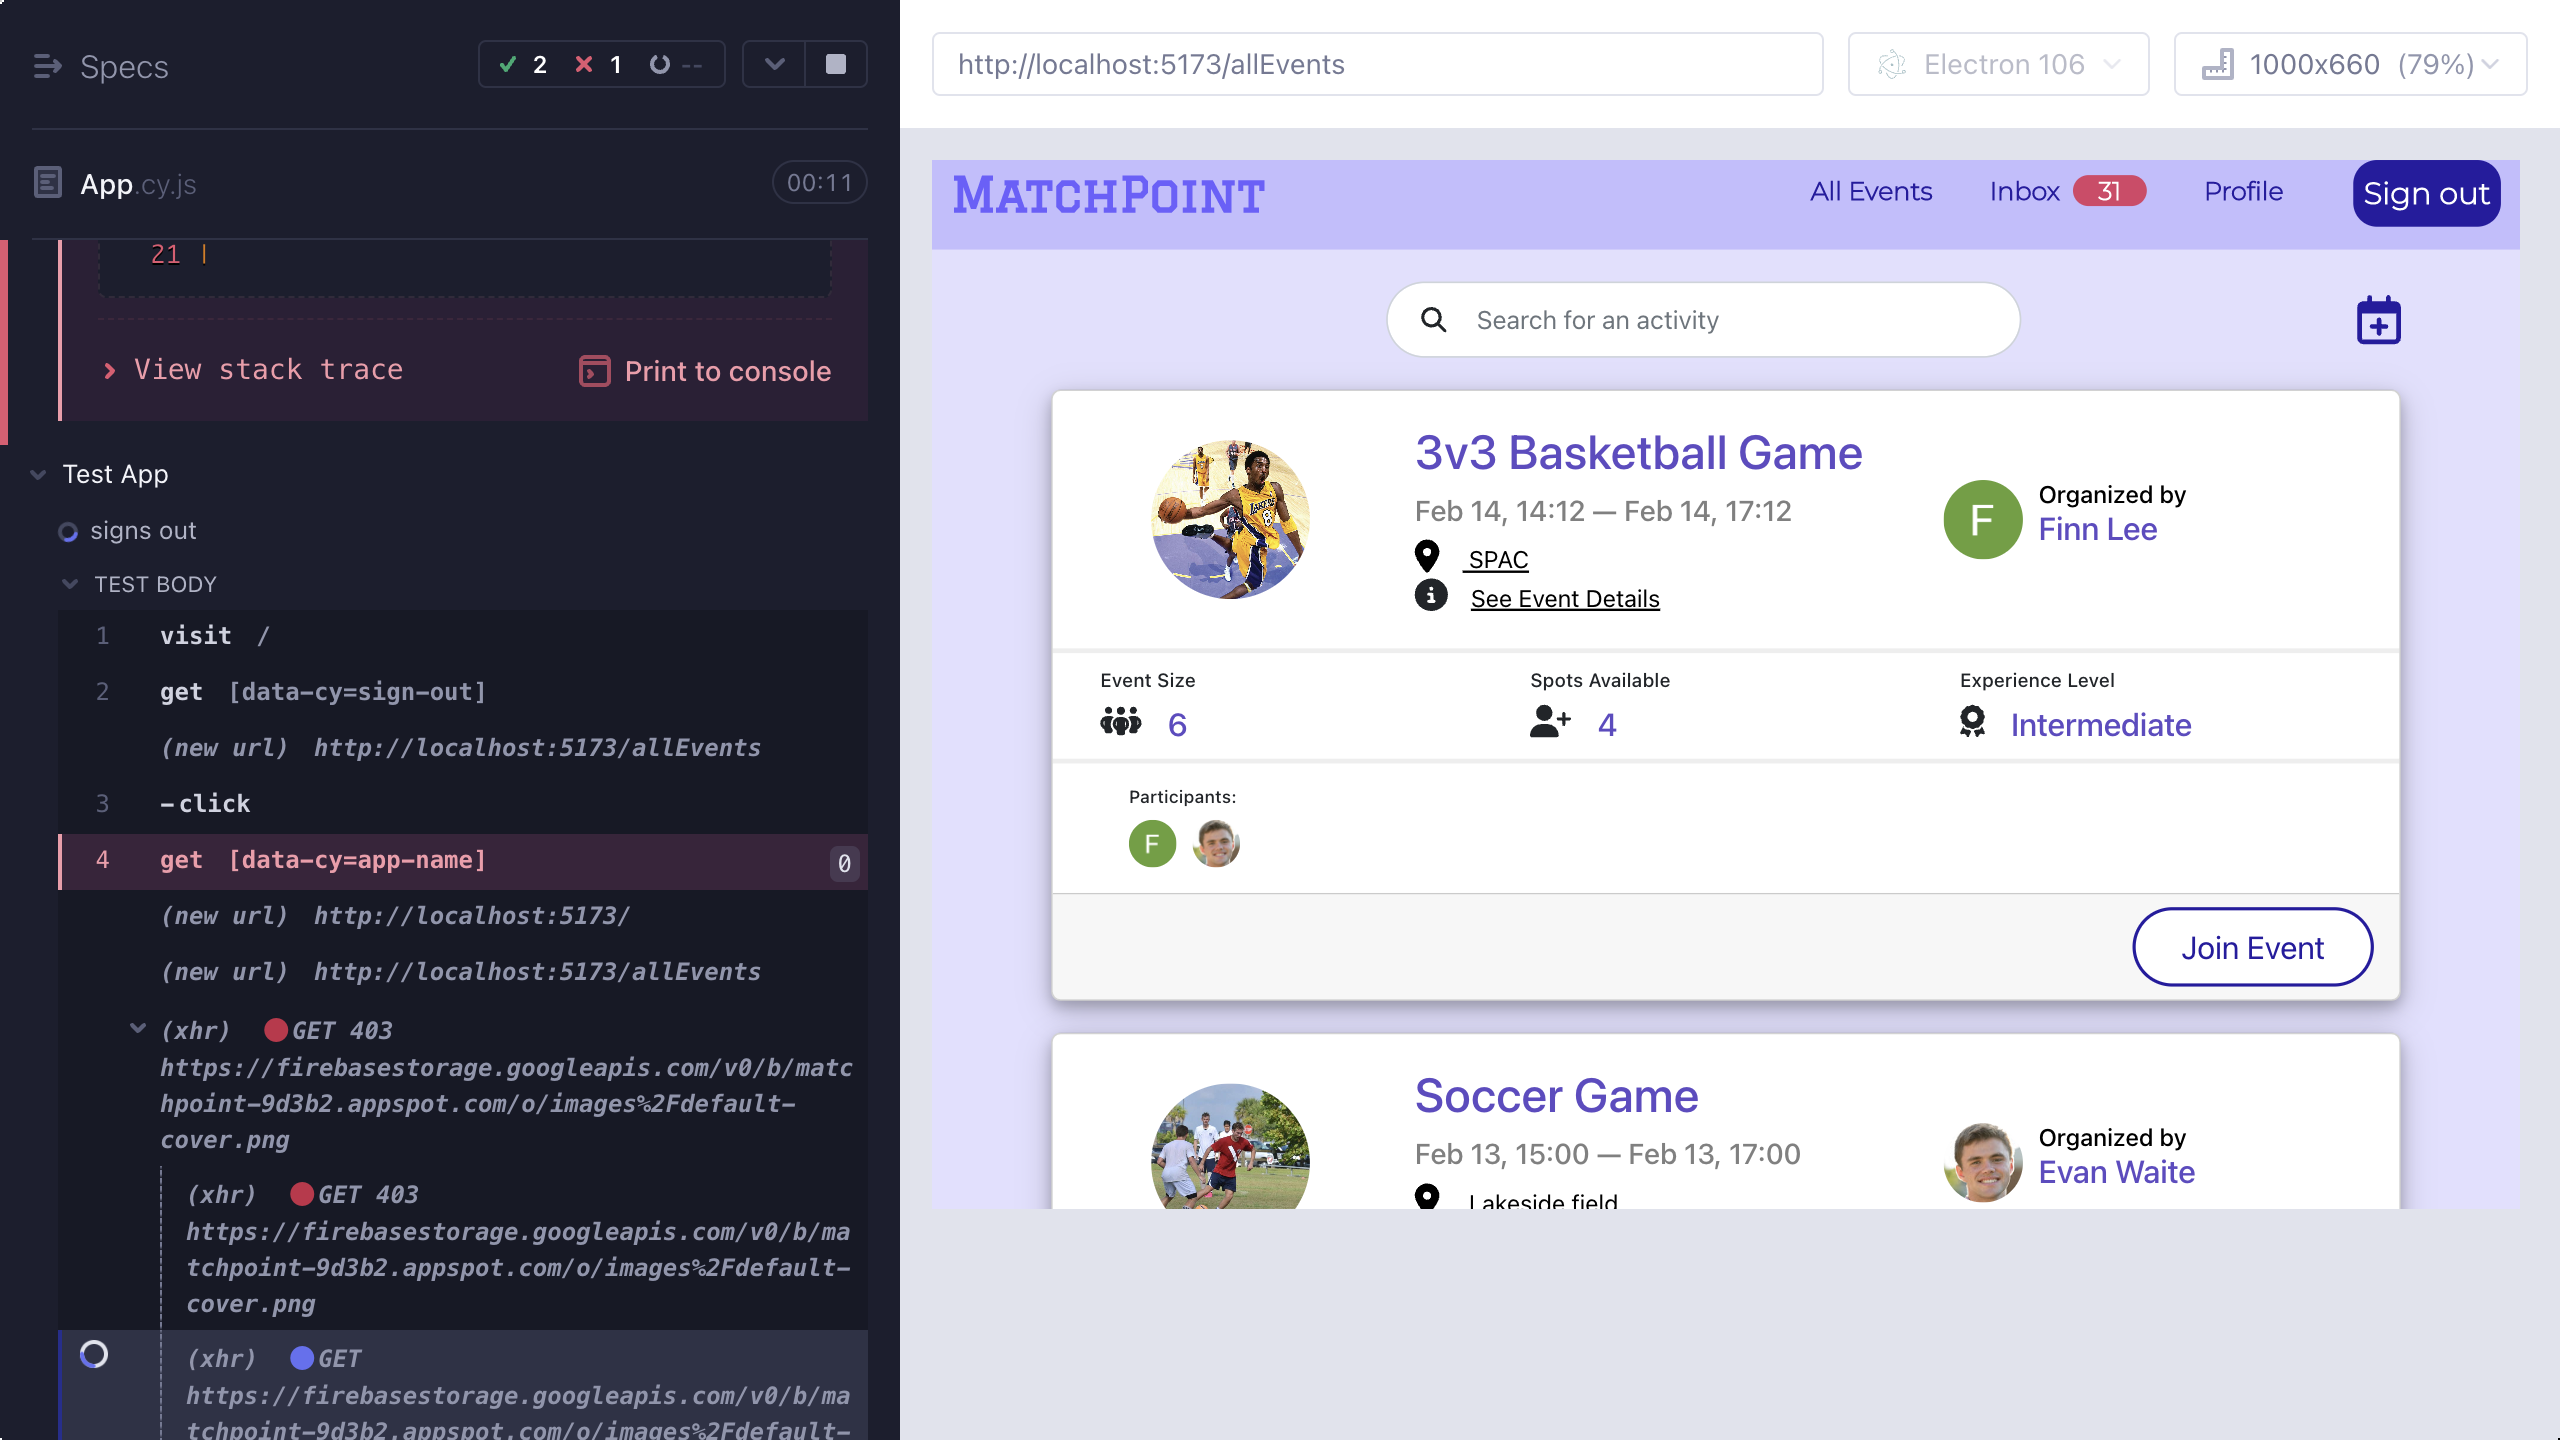 Specs
2
1
--
App.cy.js
00:11
21 |
View stack trace
Print to console
Test App
signs out
TEST BODY
1 visit /
2 get [data-cy=sign-out]
(new url) http://localhost:5173/allEvents
3 -click
4 get [data-cy=app-name] 0
(new url) http://localhost:5173/
(new url) http://localhost:5173/allEvents
(xhr) GET 403
https://firebasestorage.googleapis.com/v0/b/matc
hpoint-9d3b2.appspot.com/o/images%2Fdefault-
cover.png
(xhr) GET 403
https://firebasestorage.googleapis.com/v0/b/ma
tchpoint-9d3b2.appspot.com/o/images%2Fdefault-
cover.png
(xhr) GET
https://firebasestorage.googleapis.com/v0/b/ma
tchpoint-9d3b2.appspot.com/o/images%2Fdefault-
http://localhost:5173/allEvents
Electron 106
1000x660 (79%)
MATCHPOINT
All Events
Inbox 31
Profile
Sign out
Search for an activity
3v3 Basketball Game
Feb 14, 14:12 — Feb 14, 17:12
SPAC
See Event Details
F
Organized by
Finn Lee
Event Size
6
Spots Available
4
Experience Level
Intermediate
Participants:
F
Join Event
Soccer Game
Feb 13, 15:00 — Feb 13, 17:00
Lakeside field
Organized by
Evan Waite